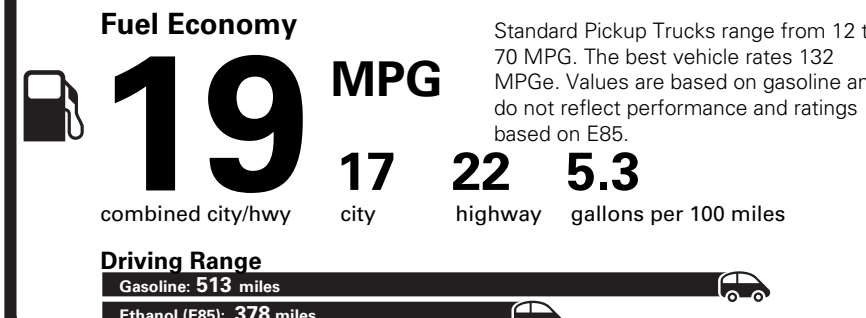 Fuel Economy
19 MPG
Standard Pickup Trucks range from 12 t
70 MPG. The best vehicle rates 132
MPGe. Values are based on gasoline an
do not reflect performance and ratings
based on E85.
17 22 5.3
combined city/hwy city highway gallons per 100 miles
Driving Range
Gasoline: 513 miles
Ethanol (E85): 378 miles